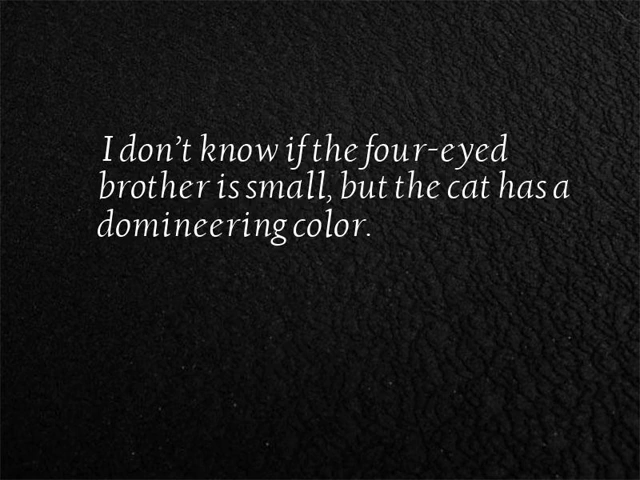 I don’t know if the four-eyed
brother is small, but the cat has a
domineering color.